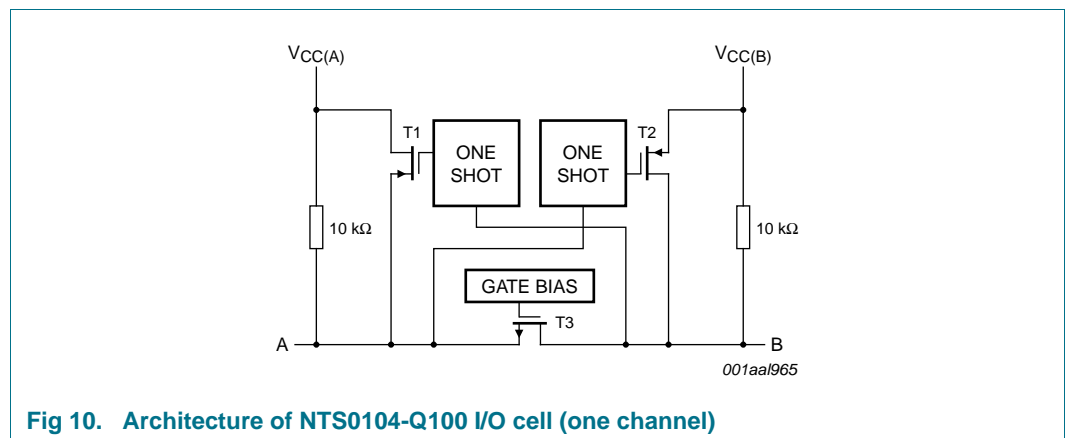 VCC(A)
VCC(B)
T1
ONE
SHOT
ONE
SHOT
T2
10 kΩ
10 kΩ
GATE BIAS
T3
A
B
001aal965
Fig 10. Architecture of NTS0104-Q100 I/O cell (one channel)